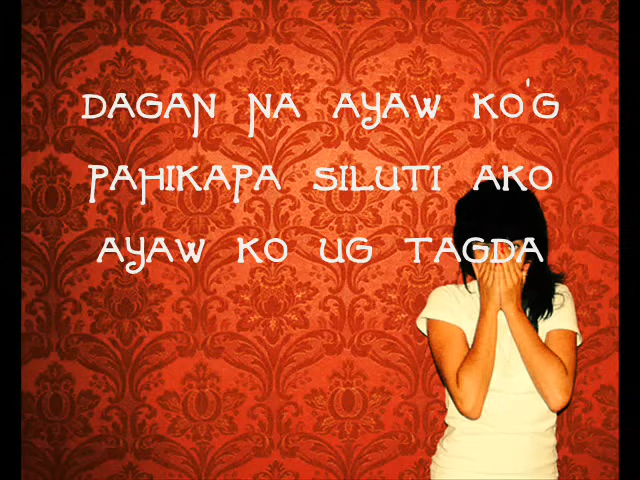 DAGAN NA AYAW KO'G
PAHIKAPA SILUTI AKO
AYAW KO UG TAGDA